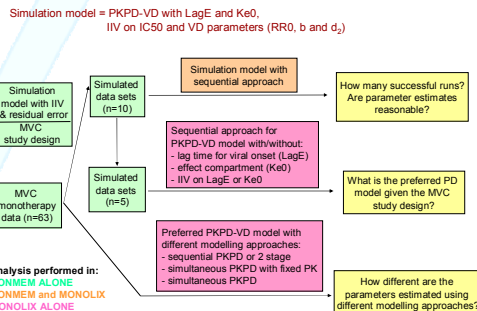 Simulation model = PKPD-VD with LagE and Ke0,
IIV on IC50 and VD parameters (RR0, b and d2)
Simulation
model with IIV
& residual error
MVC
study design
Simulated
data sets
(n=10)
Simulation model with
sequential approach
How many successful runs?
Are parameter estimates
reasonable?
Simulated
data sets
(n=5)
Sequential approach for
PKPD-VD model with/without:
- lag time for viral onset (LagE)
- effect compartment (Ke0)
- IIV on LagE or Ke0
What is the preferred PD
model given the MVC
study design?
MVC
monotherapy
data (n=63)
Preferred PKPD-VD model with
different modelling approaches:
- sequential PKPD or 2 stage
- simultaneous PKPD with fixed PK
- simultaneous PKPD
How different are the
parameters estimated using
different modelling approaches?
nalysis performed in:
ONMEM ALONE
ONMEM and MONOLIX
ONOLIX ALONE